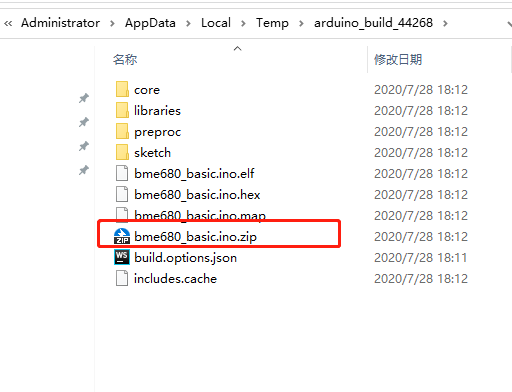 « Administrator › AppData › Local › Temp › arduino_build_44268 ›
名称 修改日期
core 2020/7/28 18:12
libraries 2020/7/28 18:12
preproc 2020/7/28 18:12
sketch 2020/7/28 18:12
bme680_basic.ino.elf 2020/7/28 18:12
bme680_basic.ino.hex 2020/7/28 18:12
bme680_basic.ino.map 2020/7/28 18:12
ZIP bme680_basic.ino.zip 2020/7/28 18:12
WS build.options.json 2020/7/28 18:11
includes.cache 2020/7/28 18:12